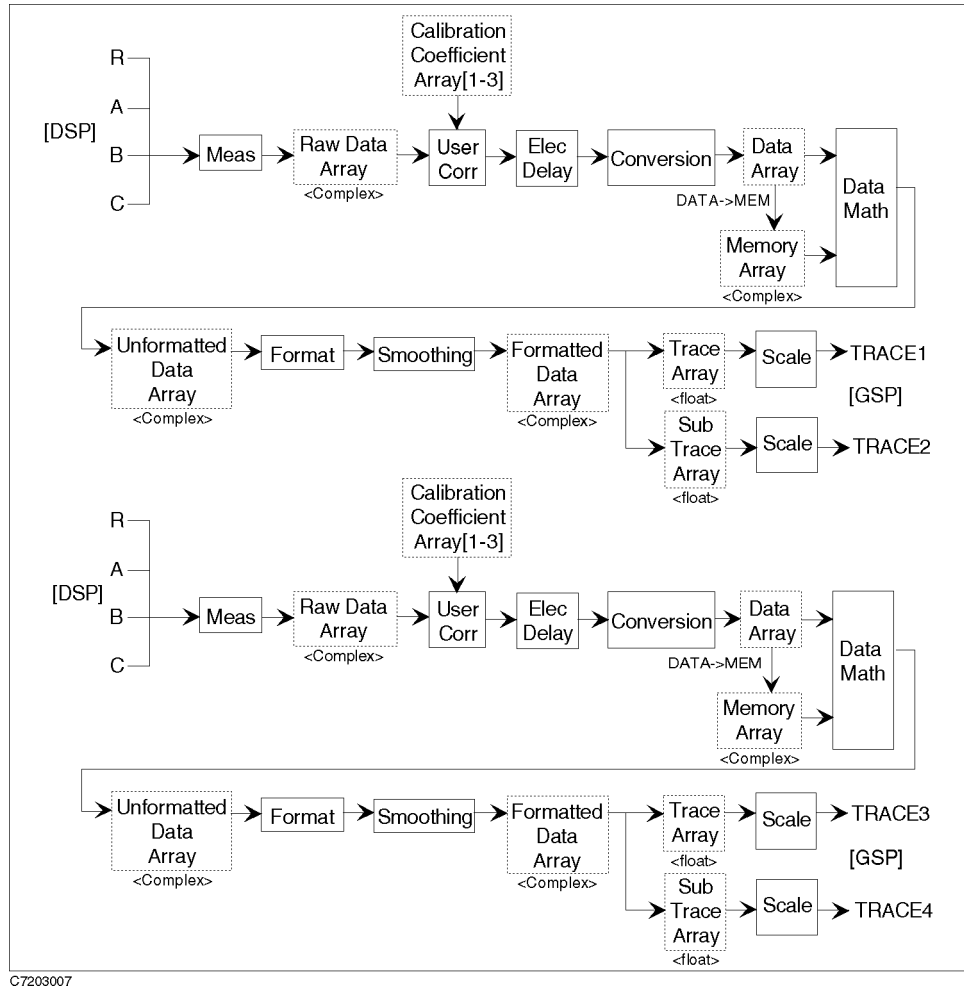 R
A
[DSP]
B
C
Meas
Raw Data
Array
<Complex>
Calibration
Coefficient
Array[1-3]
User
Corr
Elec
Delay
Conversion
Data
Array
DATA->MEM
Memory
Array
<Complex>
Data
Math
Unformatted
Data
Array
<Complex>
Format
Smoothing
Formatted
Data
Array
<Complex>
Trace
Array
<float>
Scale
TRACE1
[GSP]
Sub
Trace
Array
<float>
Scale
TRACE2
R
A
[DSP]
B
C
Meas
Raw Data
Array
<Complex>
Calibration
Coefficient
Array[1-3]
User
Corr
Elec
Delay
Conversion
Data
Array
DATA->MEM
Memory
Array
<Complex>
Data
Math
Unformatted
Data
Array
<Complex>
Format
Smoothing
Formatted
Data
Array
<Complex>
Trace
Array
<float>
Scale
TRACE3
[GSP]
Sub
Trace
Array
<float>
Scale
TRACE4
C7203007